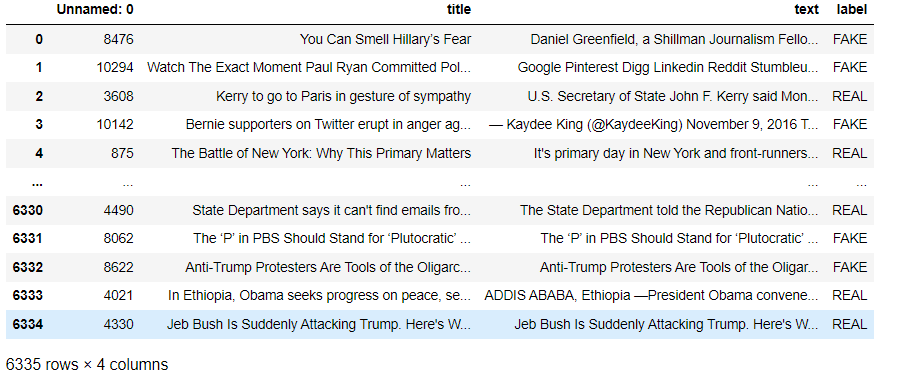 Unnamed: 0 title text label
0 8476 You Can Smell Hillary’s Fear Daniel Greenfield, a Shillman Journalism Fello... FAKE
1 10294 Watch The Exact Moment Paul Ryan Committed Pol... Google Pinterest Digg Linkedin Reddit Stumbleu... FAKE
2 3608 Kerry to go to Paris in gesture of sympathy U.S. Secretary of State John F. Kerry said Mon... REAL
3 10142 Bernie supporters on Twitter erupt in anger ag... — Kaydee King (@KaydeeKing) November 9, 2016 T... FAKE
4 875 The Battle of New York: Why This Primary Matters It's primary day in New York and front-runners... REAL
... ... ... ... ...
6330 4490 State Department says it can't find emails fro... The State Department told the Republican Natio... REAL
6331 8062 The ‘P’ in PBS Should Stand for ‘Plutocratic’ ... The ‘P’ in PBS Should Stand for ‘Plutocratic’ ... FAKE
6332 8622 Anti-Trump Protesters Are Tools of the Oligarc... Anti-Trump Protesters Are Tools of the Oligar... FAKE
6333 4021 In Ethiopia, Obama seeks progress on peace, se... ADDIS ABABA, Ethiopia —President Obama convene... REAL
6334 4330 Jeb Bush Is Suddenly Attacking Trump. Here's W... Jeb Bush Is Suddenly Attacking Trump. Here's W... REAL
6335 rows × 4 columns